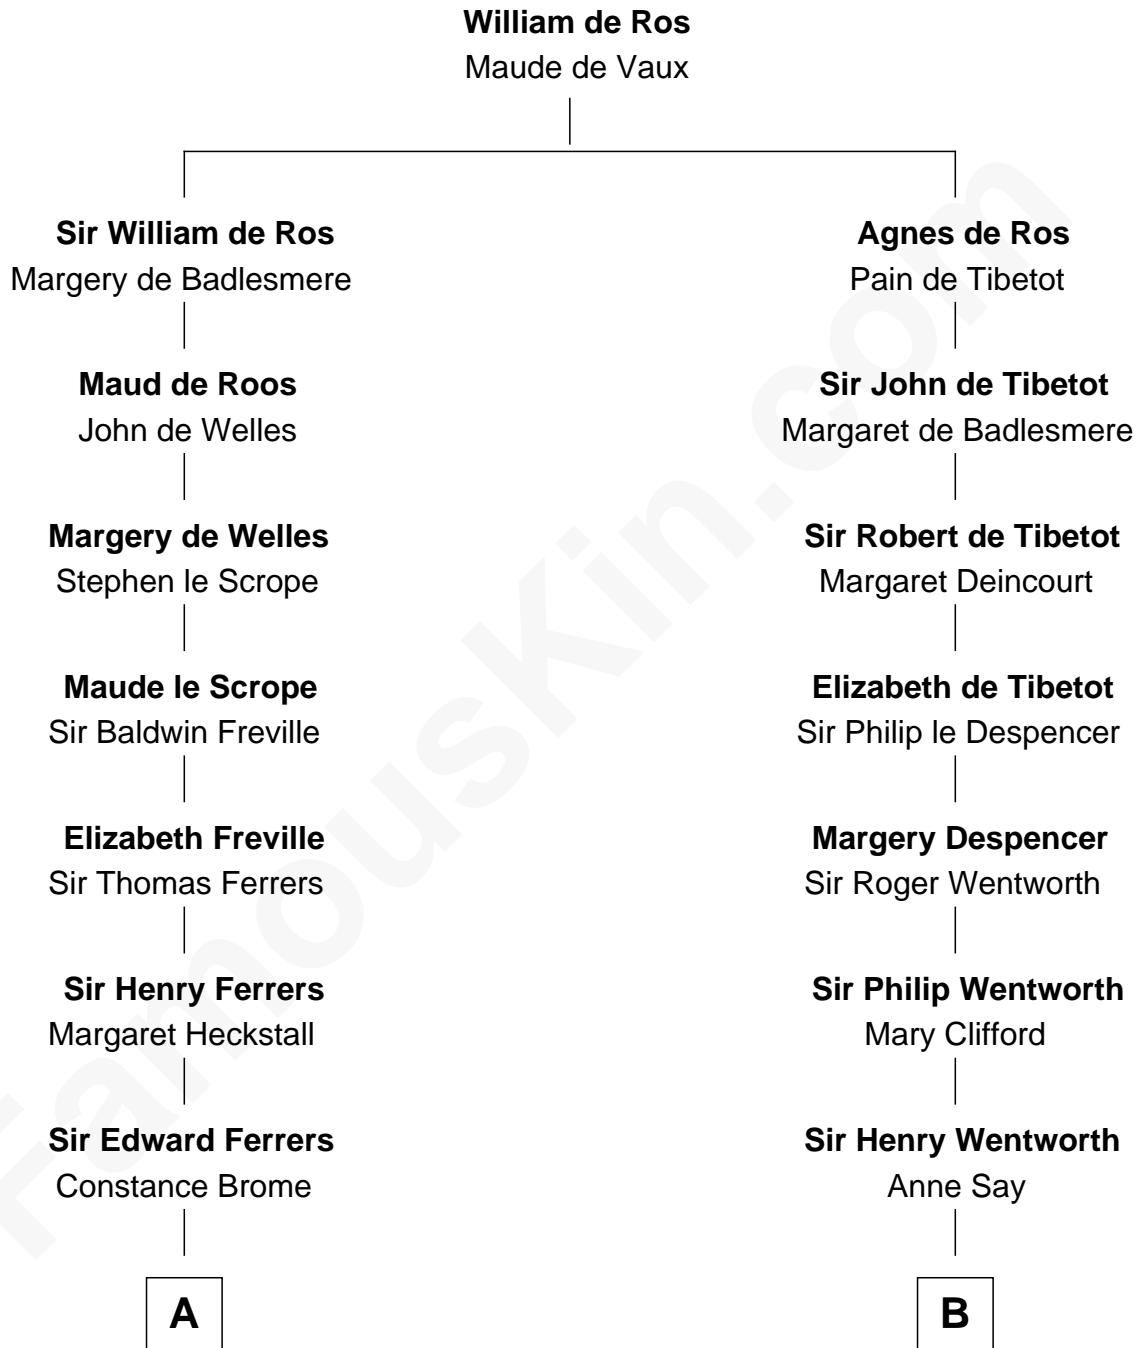 William de Ros
Maude de Vaux
Sir William de Ros
Margery de Badlesmere
Maud de Roos
John de Welles
Margery de Welles
Stephen le Scrope
Maude le Scrope
Sir Baldwin Freville
Elizabeth Freville
Sir Thomas Ferrers
Sir Henry Ferrers
Margaret Heckstall
Sir Edward Ferrers
Constance Brome
A
Agnes de Ros
Pain de Tibetot
Sir John de Tibetot
Margaret de Badlesmere
Sir Robert de Tibetot
Margaret Deincourt
Elizabeth de Tibetot
Sir Philip le Despencer
Margery Despencer
Sir Roger Wentworth
Sir Philip Wentworth
Mary Clifford
Sir Henry Wentworth
Anne Say
B
FamousKin.com